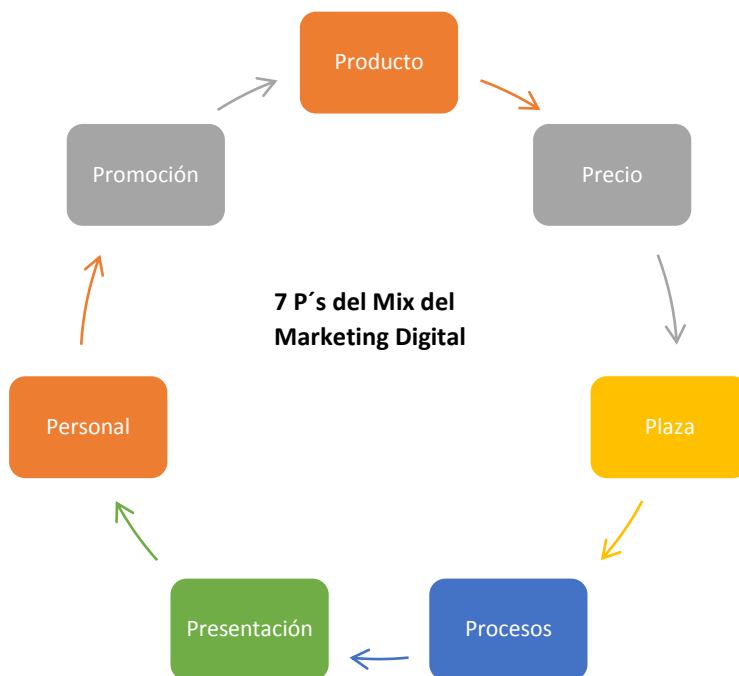 Producto
Precio
Plaza
Procesos
Presentación
Personal
Promoción
7 P´s del Mix del
Marketing Digital